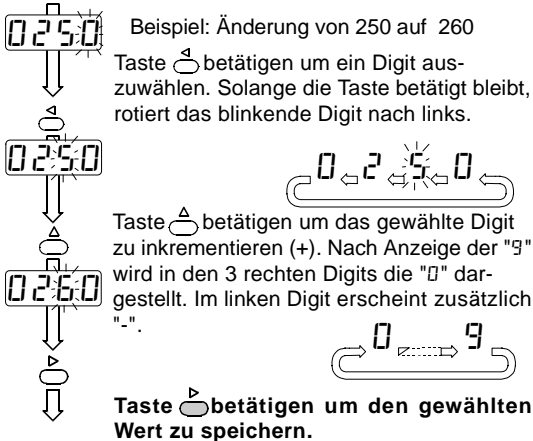 0250
Beispiel: Änderung von 250 auf 260
Taste betätigen um ein Digit aus-
zuwählen. Solange die Taste betätigt bleibt,
rotiert das blinkende Digit nach links.
0250
0 2 5 0
Taste betätigen um das gewählte Digit
zu inkrementieren (+). Nach Anzeige der "9"
wird in den 3 rechten Digits die "0" dar-
gestellt. Im linken Digit erscheint zusätzlich
"-".
0260
0 9
Taste betätigen um den gewählten
Wert zu speichern.